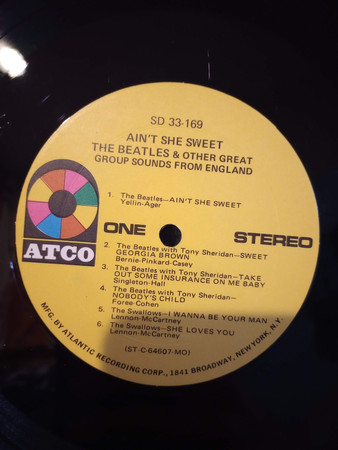 SD 33-169
AIN'T SHE SWEET
THE BEATLES & OTHER GREAT
GROUP SOUNDS FROM ENGLAND
1. The Beatles—AIN'T SHE SWEET
Yellin-Ager
ATCO
ONE
STEREO
2. The Beatles with Tony Sheridan—SWEET
GEORGIA BROWN
Bernie-Pinkard-Casey
3. The Beatles with Tony Sheridan—TAKE
OUT SOME INSURANCE ON ME BABY
Singleton-Hall
4. The Beatles with Tony Sheridan—
NOBODY'S CHILD
Foree-Cohen
5. The Swallows—I WANNA BE YOUR MAN
Lennon-McCartney
6. The Swallows—SHE LOVES YOU
Lennon-McCartney
(ST-C-64607-MO)
MFG. BY ATLANTIC RECORDING CORP., 1841 BROADWAY, NEW YORK, N.Y.